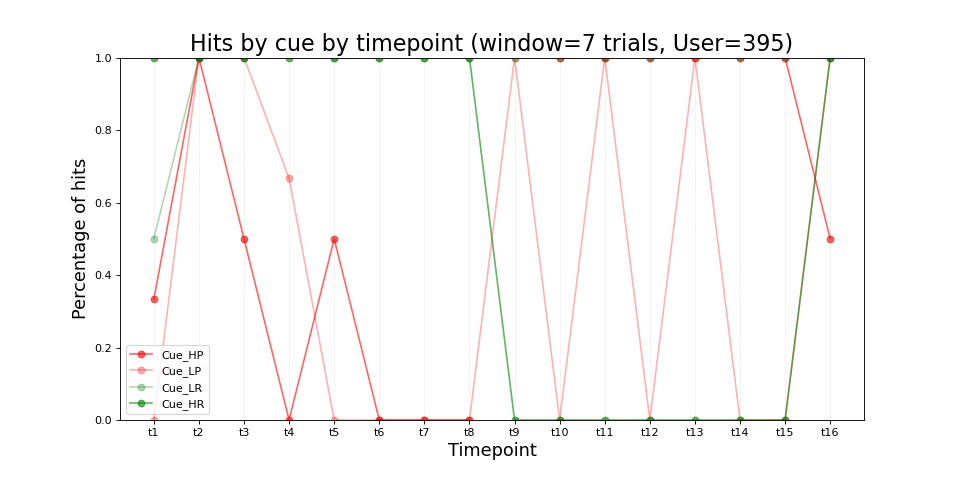 Hits by cue by timepoint (window=7 trials, User=395)
Percentage of hits
1.0
0.8
0.6
0.4
0.2
0.0
Cue_HP
Cue_LP
Cue_LR
Cue_HR
t1 t2 t3 t4 t5 t6 t7 t8 t9 t10 t11 t12 t13 t14 t15 t16
Timepoint